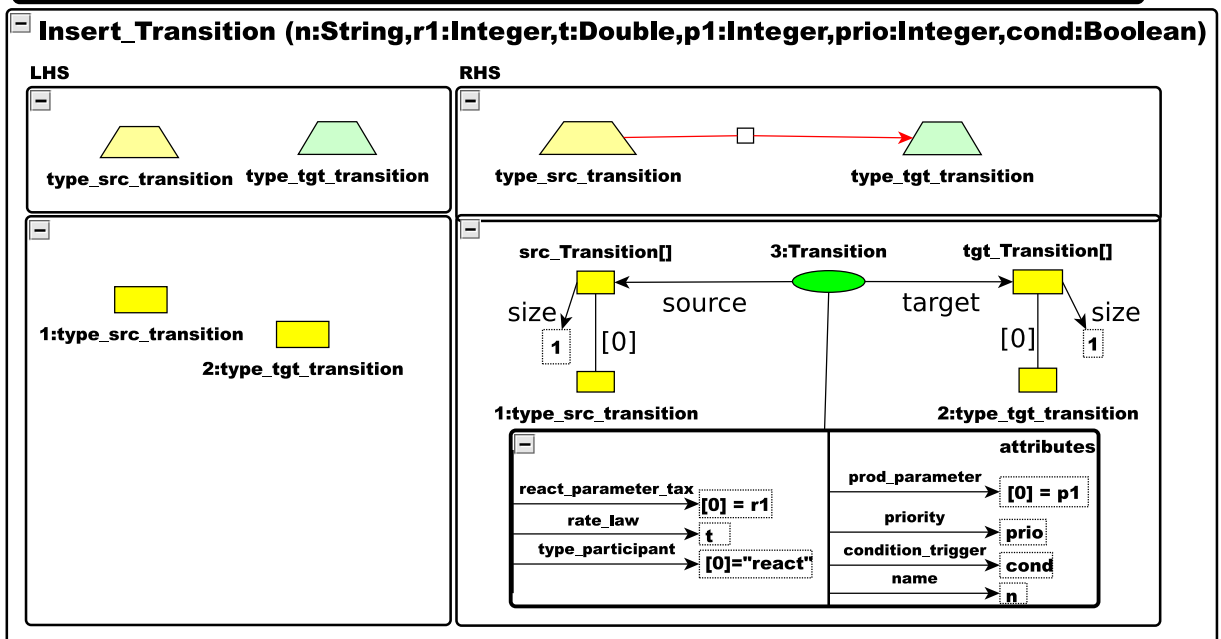 Insert_Transition (n:String,r1:Integer,t:Double,p1:Integer,prio:Integer,cond:Boolean)
LHS
type_src_transition
type_tgt_transition
1:type_src_transition
2:type_tgt_transition
RHS
type_src_transition
type_tgt_transition
src_Transition[]
3:Transition
tgt_Transition[]
source
target
size
1
[0]
size
1
[0]
1:type_src_transition
2:type_tgt_transition
react_parameter_tax
[0] = r1
rate_law
t
type_participant
[0]="react"
attributes
prod_parameter
[0] = p1
priority
prio
condition_trigger
cond
name
n